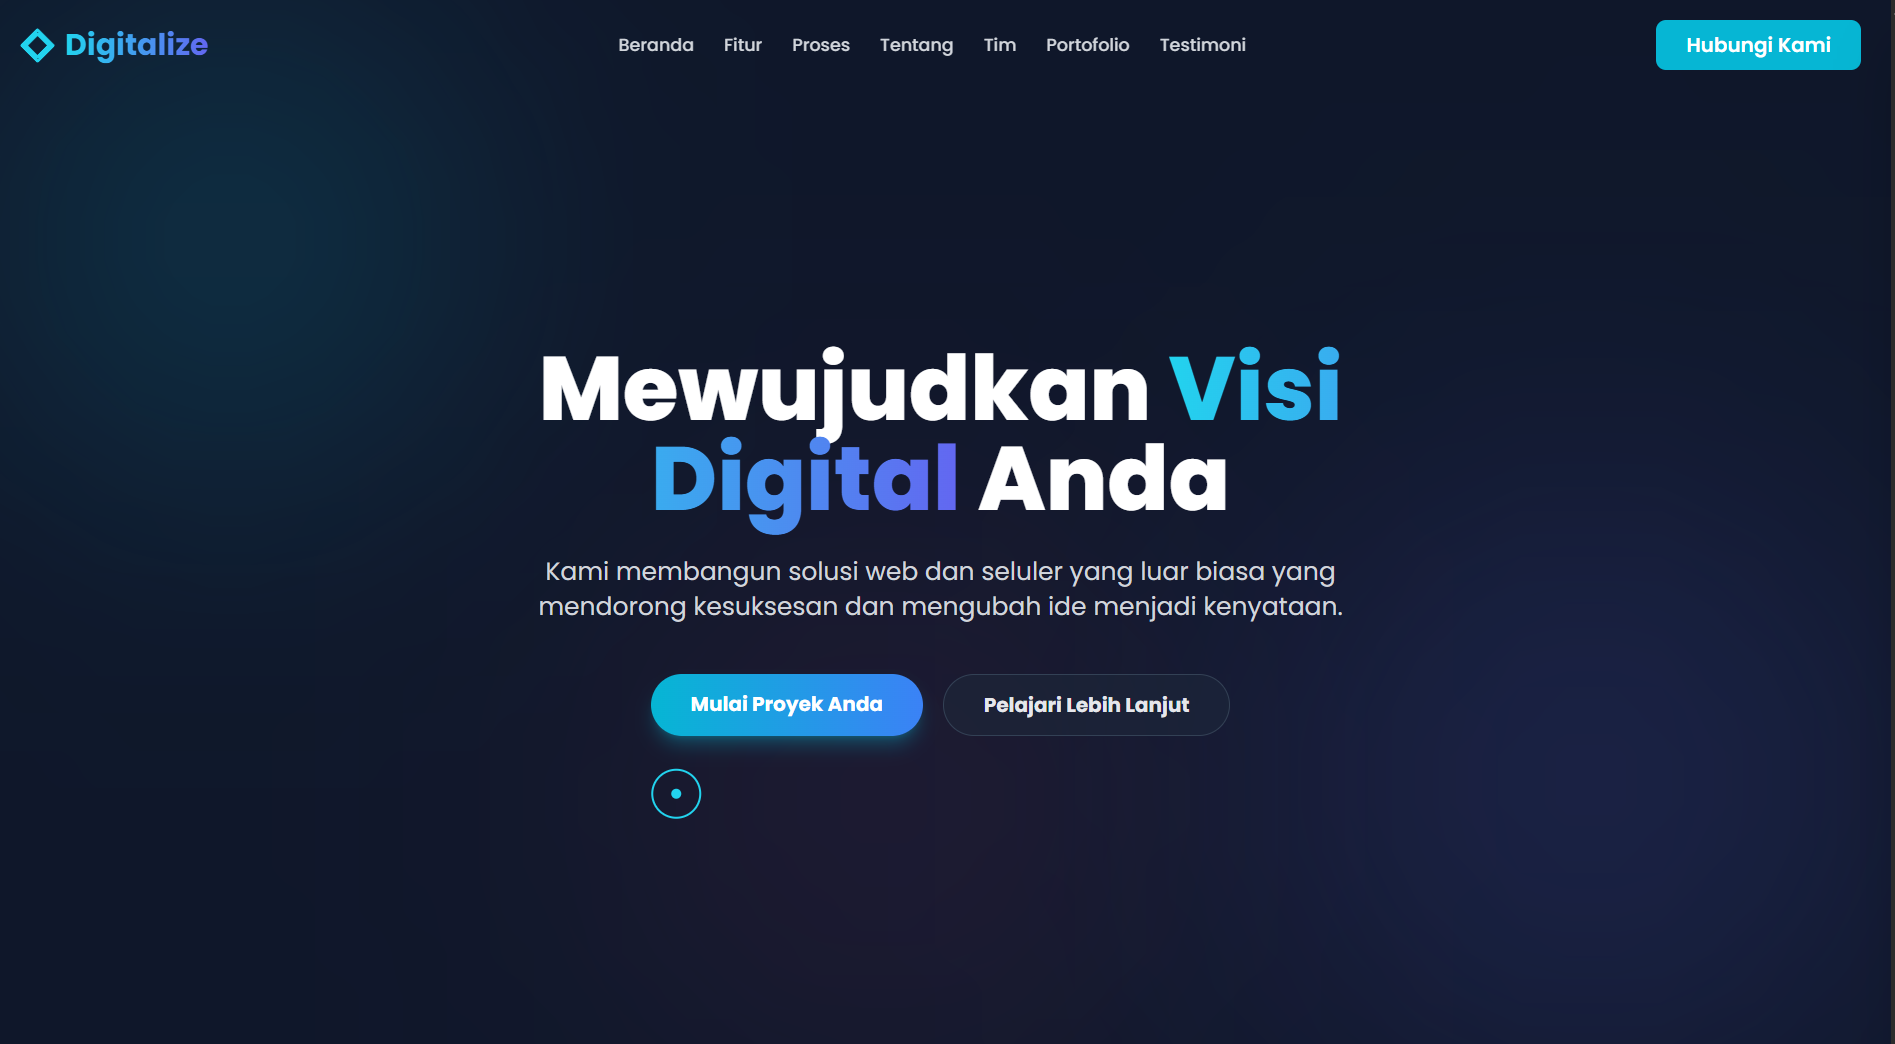 Digitalize
Beranda
Fitur
Proses
Tentang
Tim
Portofolio
Testimoni
Hubungi Kami
Mewujudkan Visi
Digital Anda
Kami membangun solusi web dan seluler yang luar biasa yang
mendorong kesuksesan dan mengubah ide menjadi kenyataan.
Mulai Proyek Anda
Pelajari Lebih Lanjut